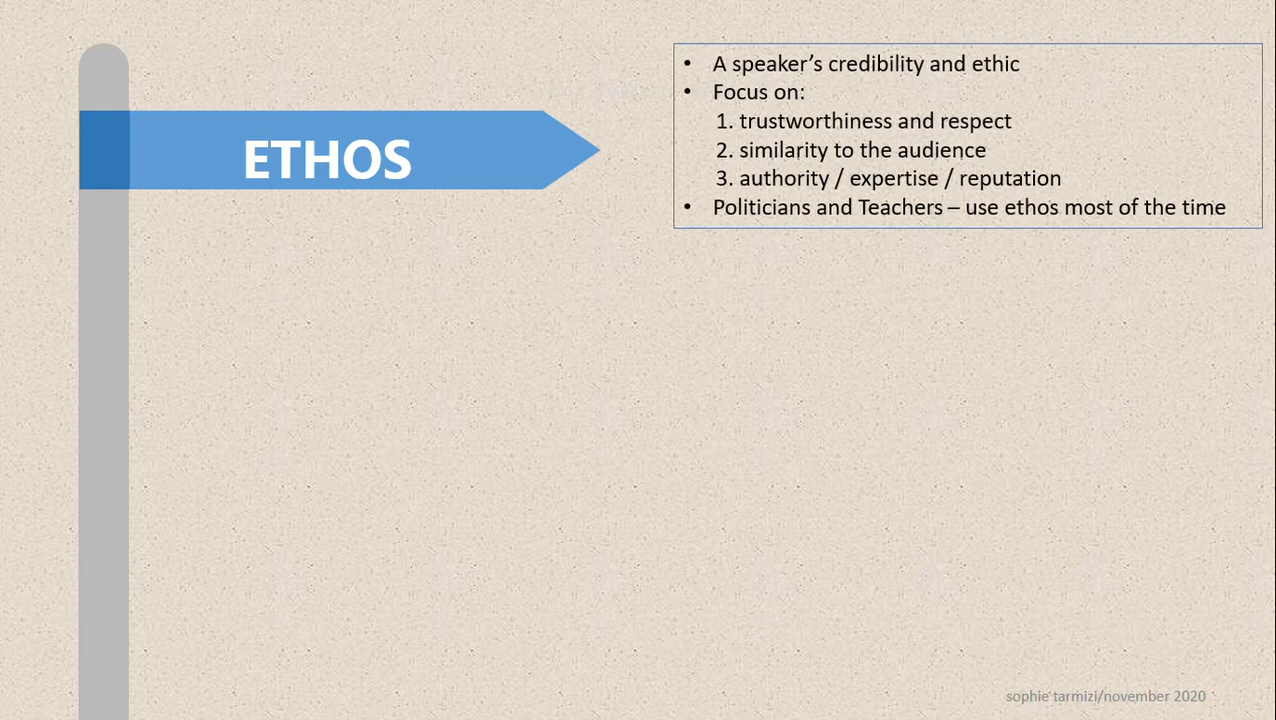 ETHOS
• A speaker’s credibility and ethic
• Focus on:
1. trustworthiness and respect
2. similarity to the audience
3. authority / expertise / reputation
• Politicians and Teachers – use ethos most of the time
sophie tarmizi/november 2020